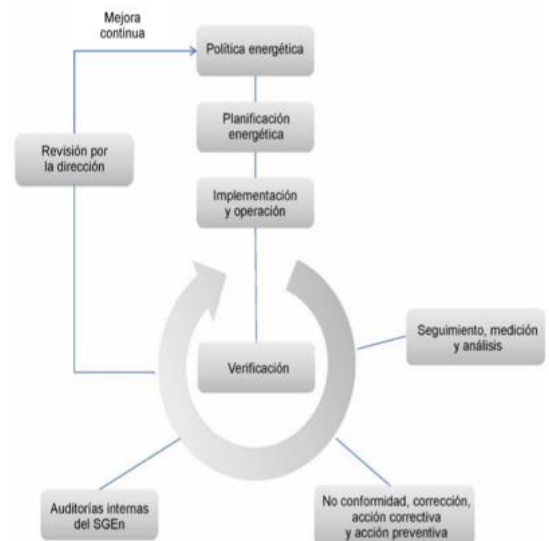 Mejora
continua
Política energética
Planificación
energética
Revisión por
la dirección
Implementación
y operación
Seguimiento, medición
y análisis
Verificación
Auditorías internas
del SGEn
No conformidad, corrección,
acción correctiva
y acción preventiva